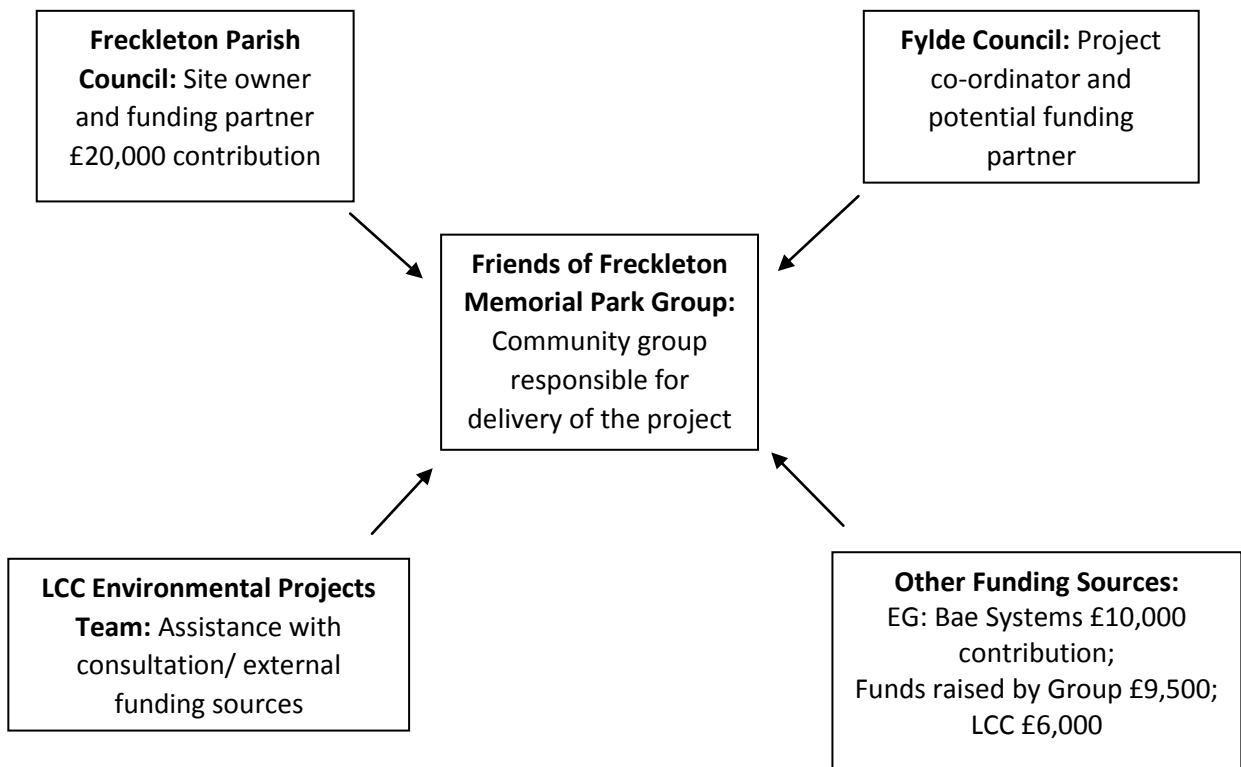 Freckleton Parish
Council: Site owner
and funding partner
£20,000 contribution
Fylde Council: Project
co-ordinator and
potential funding
partner
Friends of Freckleton
Memorial Park Group:
Community group
responsible for
delivery of the project
LCC Environmental Projects
Team: Assistance with
consultation/ external
funding sources
Other Funding Sources:
EG: Bae Systems £10,000
contribution;
Funds raised by Group £9,500;
LCC £6,000